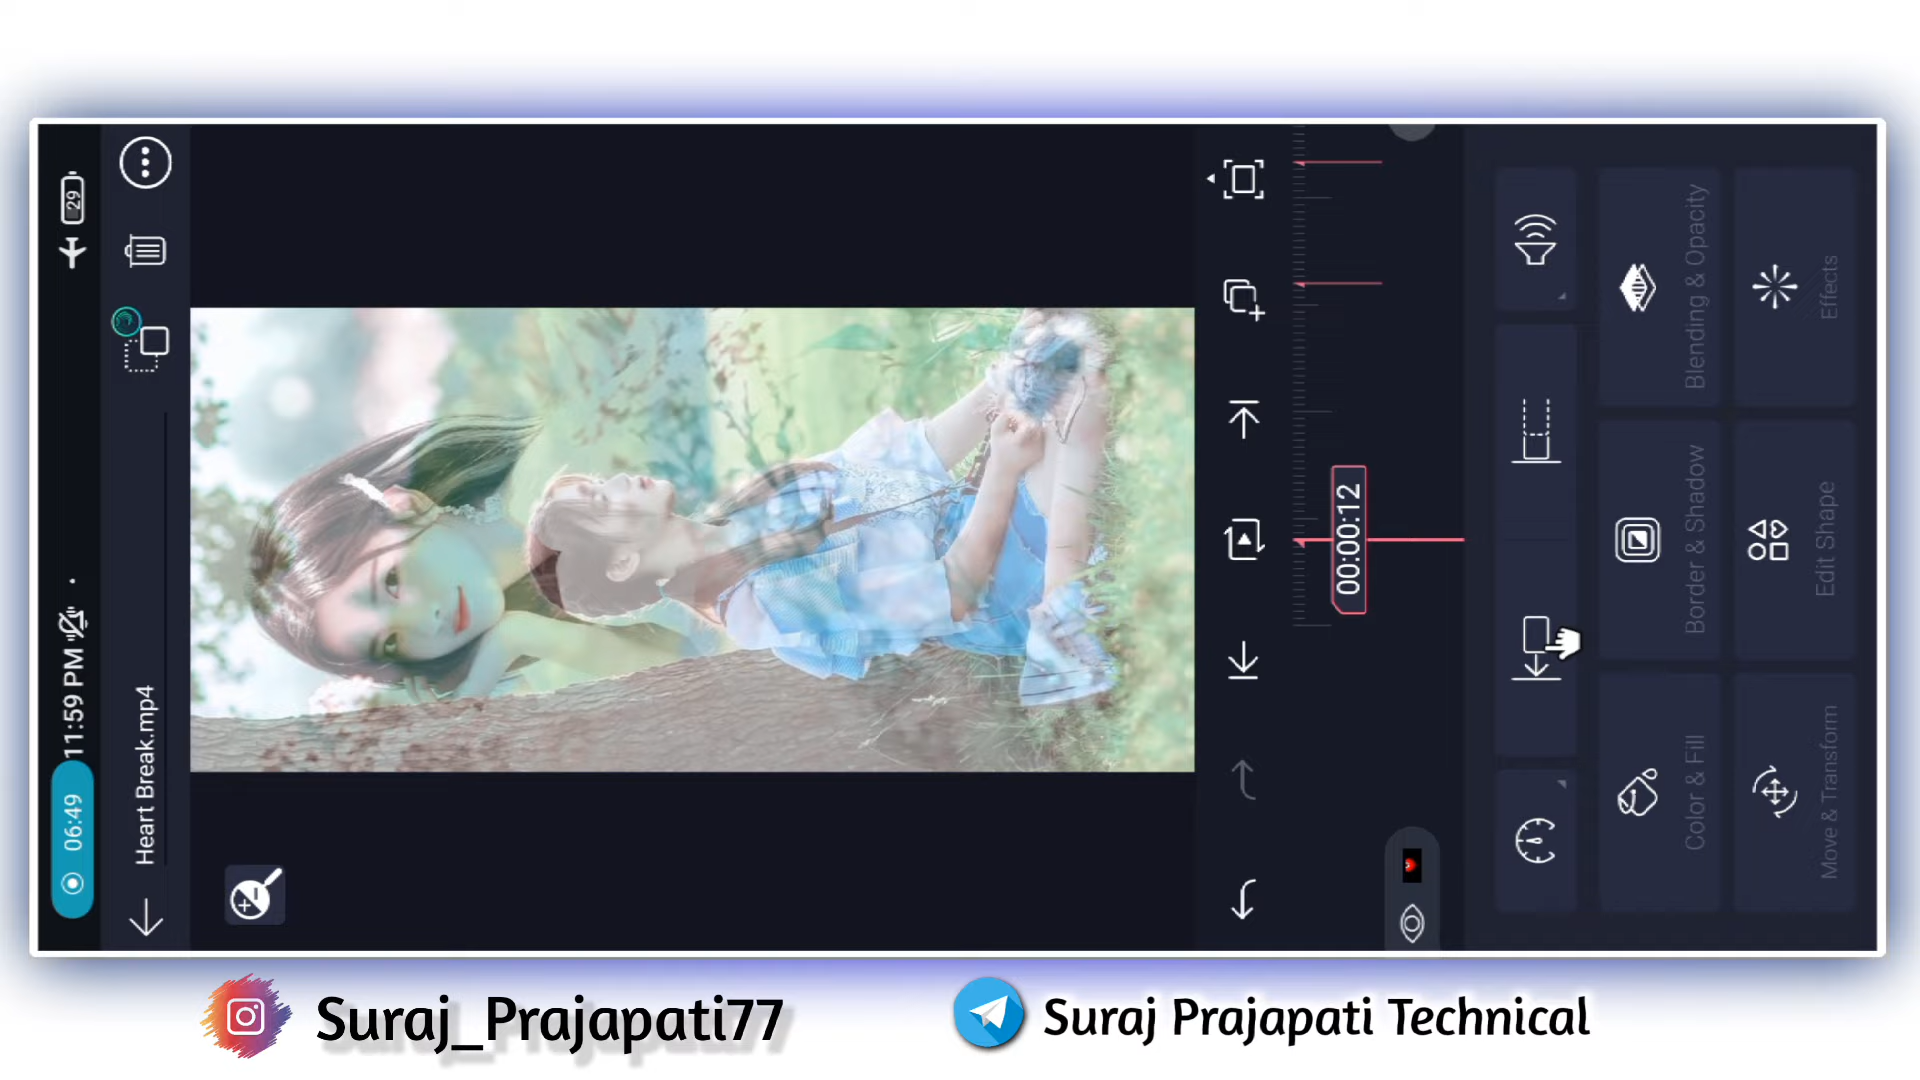 29
11:59 PM
06:49
Heart Break.mp4
00:00:12
Blending & Opacity
Effects
Border & Shadow
Edit Shape
Color & Fill
Move & Transform
Suraj_Prajapati77
Suraj Prajapati Technical